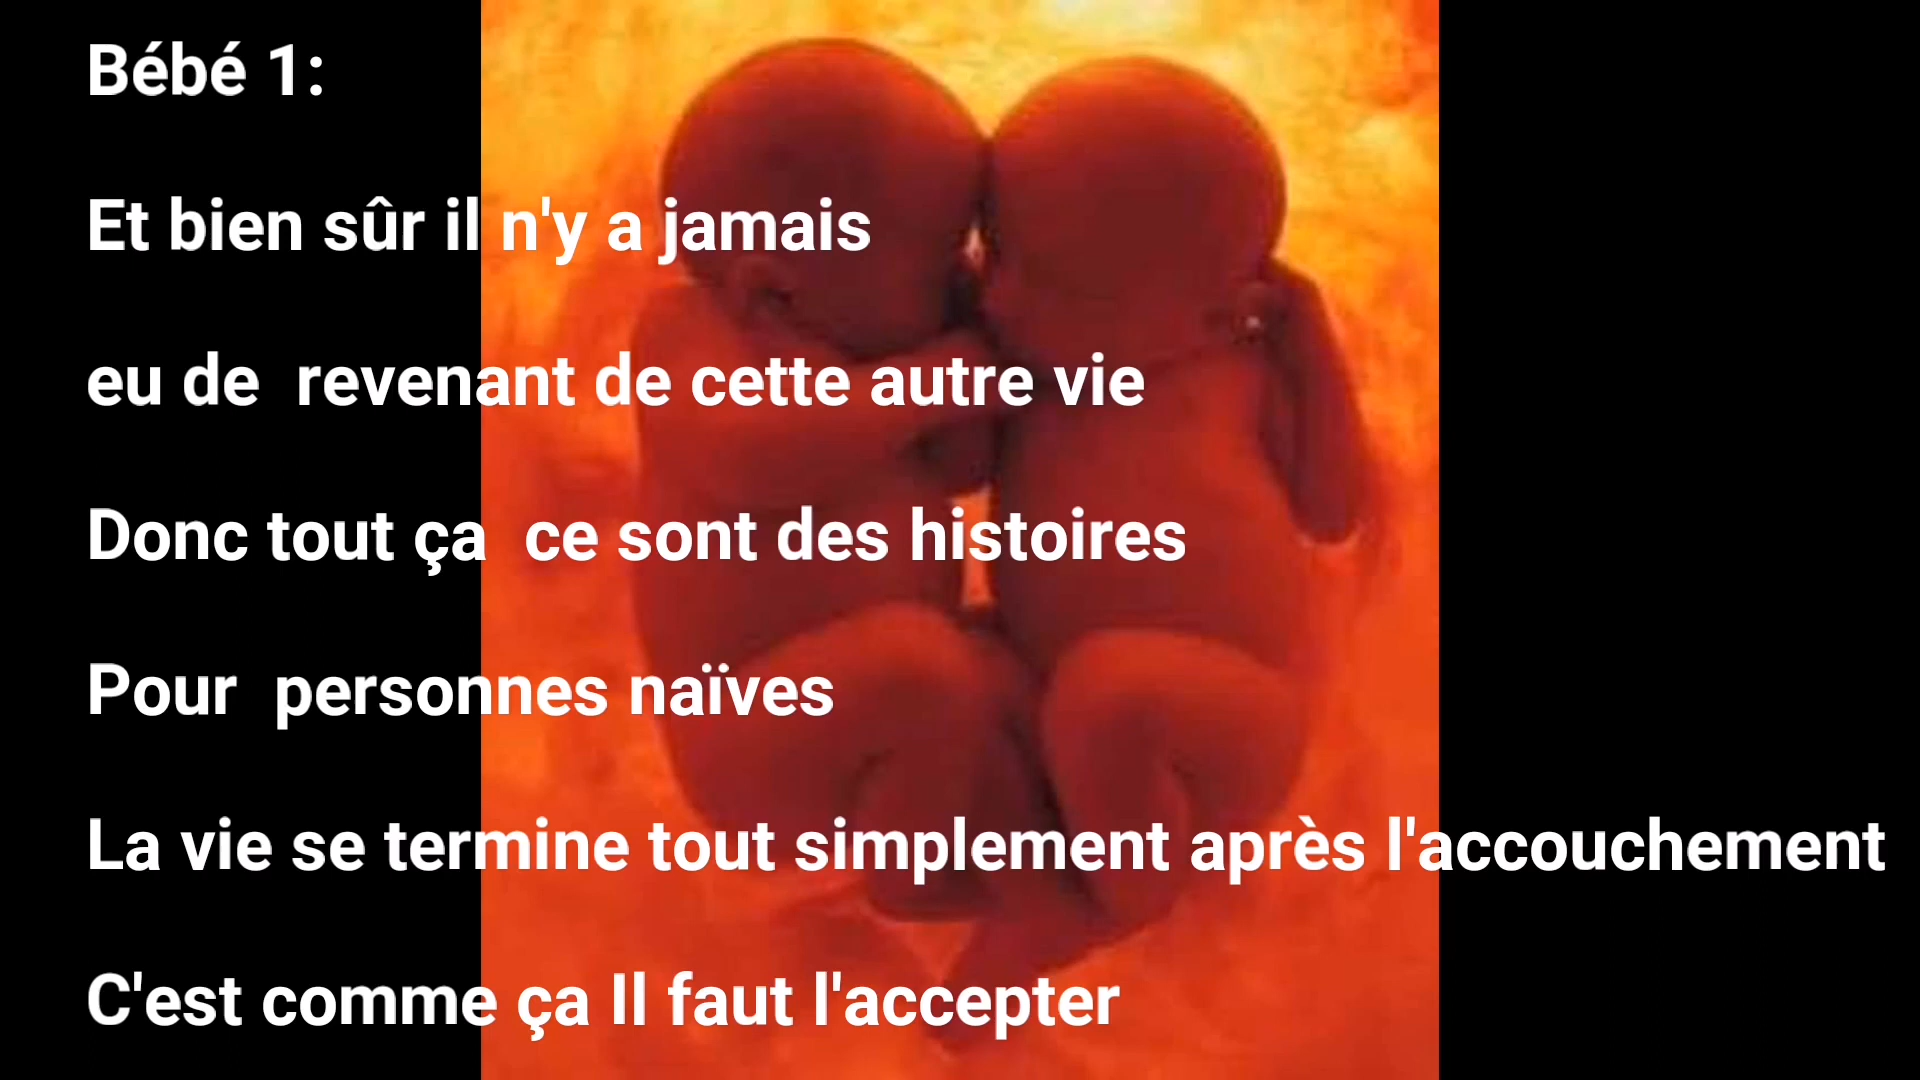 Bébé 1:
Et bien sûr il n'y a jamais
eu de  revenant de cette autre vie
Donc tout ça  ce sont des histoires
Pour  personnes naïves
La vie se termine tout simplement après l'accouchement
C'est comme ça Il faut l'accepter